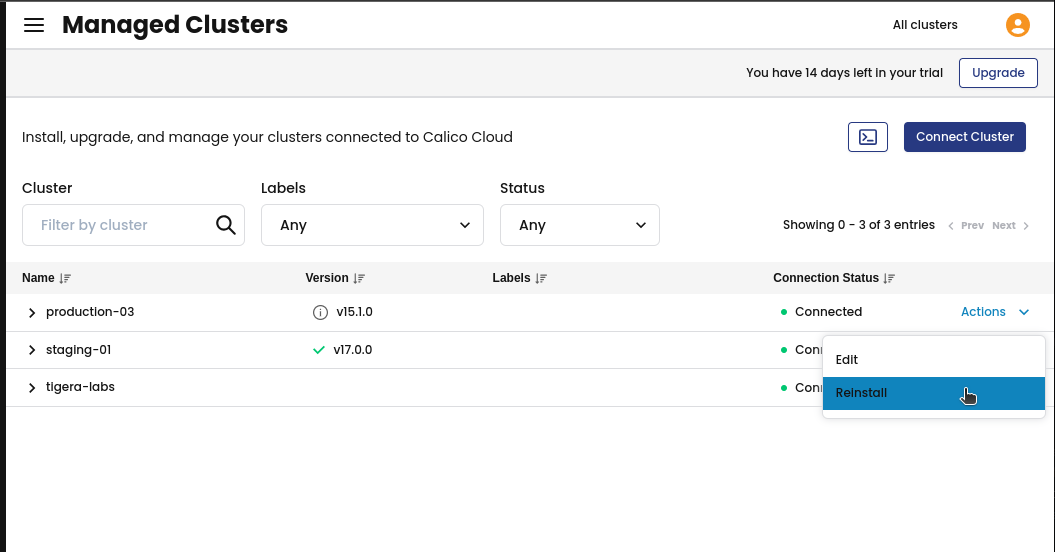 Managed Clusters
All clusters
You have 14 days left in your trial
Upgrade
Install, upgrade, and manage your clusters connected to Calico Cloud
Connect Cluster
Cluster
Labels
Status
Filter by cluster
Any
Any
Showing 0 - 3 of 3 entries
Prev
Next
Name
Version
Labels
Connection Status
production-03
v15.1.0
Connected
Actions
staging-01
v17.0.0
Conn
Edit
tigera-labs
Conn
Reinstall